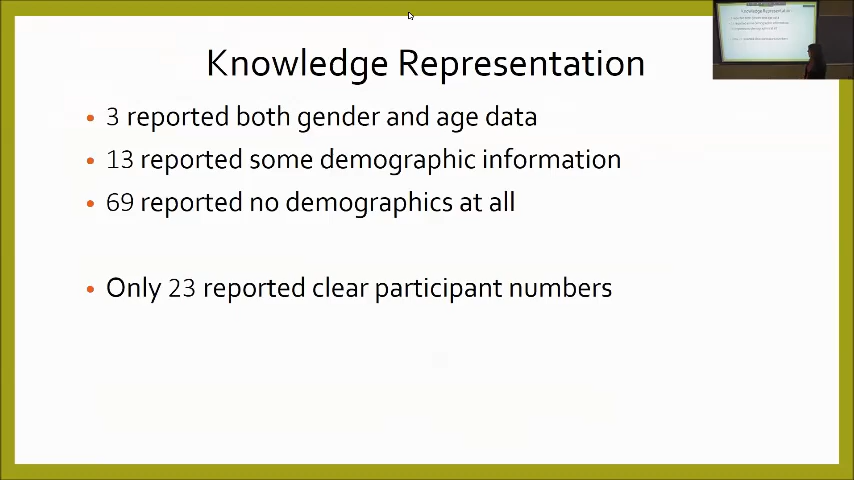 Knowledge Representation
3 reported both gender and age data
13 reported some demographic information
69 reported no demographics at all
Only 23 reported clear participant numbers